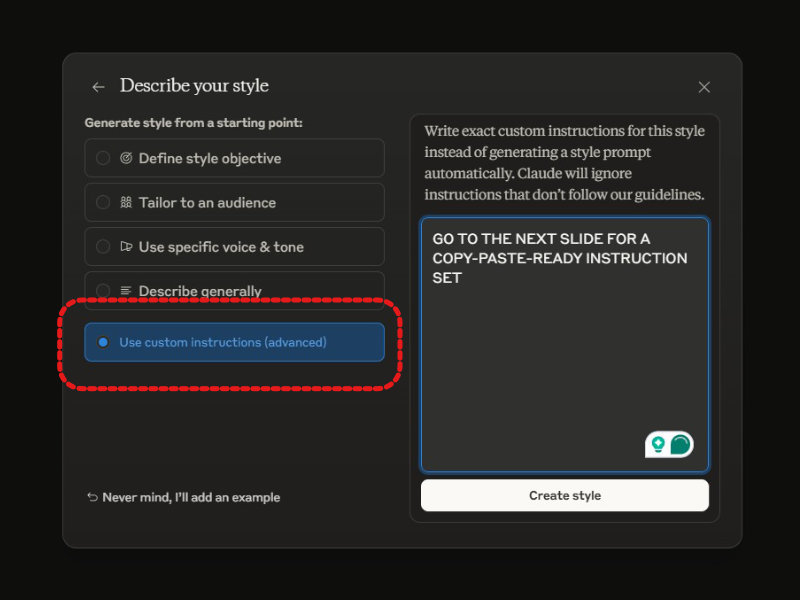 Describe your style
Generate style from a starting point:
Define style objective
Tailor to an audience
Use specific voice & tone
Describe generally
Use custom instructions (advanced)
Never mind, I'll add an example
Write exact custom instructions for this style
instead of generating a style prompt
automatically. Claude will ignore
instructions that don't follow our guidelines.
GO TO THE NEXT SLIDE FOR A
COPY-PASTE-READY INSTRUCTION
SET
Create style